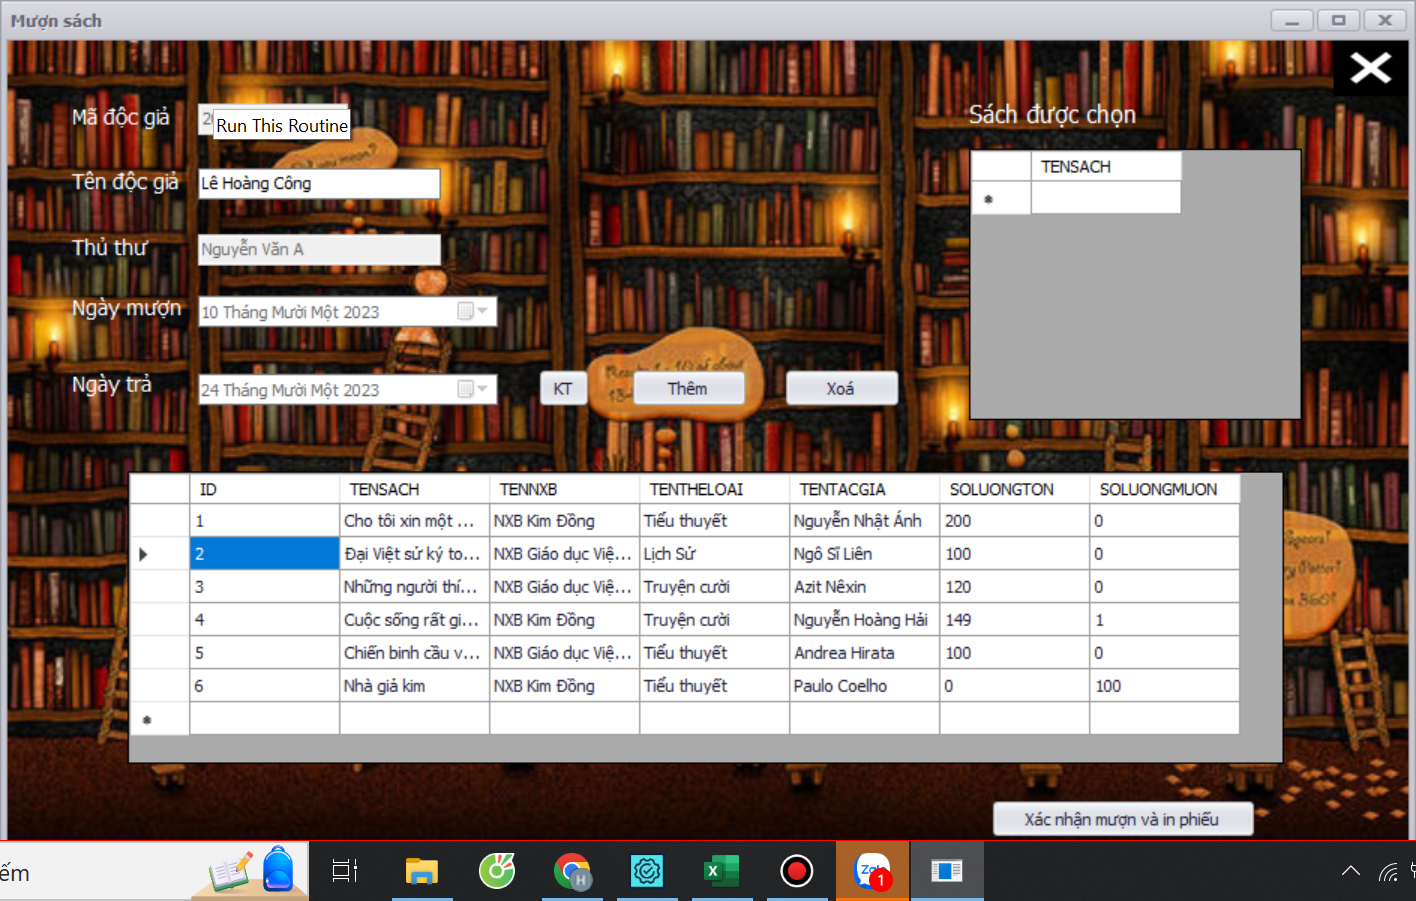 Mượn sách
Mã độc giả
Run This Routine
Sách được chọn
TENSACH
Tên độc giả
Lê Hoàng Công
Thủ thư
Nguyễn Văn A
Ngày mượn
10 Tháng Mười Một 2023
Ngày trả
24 Tháng Mười Một 2023
KT
Thêm
Xoá
ID TENSACH TENNXB TENTHELOAI TENTACGIA SOLUONGTON SOLUONGMUON
1 Cho tôi xin một ... NXB Kim Đồng Tiểu thuyết Nguyễn Nhật Ánh 200 0
2 Đại Việt sử ký to... NXB Giáo dục Việ... Lịch Sử Ngô Sĩ Liên 100 0
3 Những người thí... NXB Giáo dục Việ... Truyện cười Azit Nêxin 120 0
4 Cuộc sống rất gi... NXB Kim Đồng Truyện cười Nguyễn Hoàng Hải 149 1
5 Chiến binh cầu v... NXB Giáo dục Việ... Tiểu thuyết Andrea Hirata 100 0
6 Nhà giả kim NXB Kim Đồng Tiểu thuyết Paulo Coelho 0 100
Xác nhận mượn và in phiếu
ếm
H
X
Zalo
1